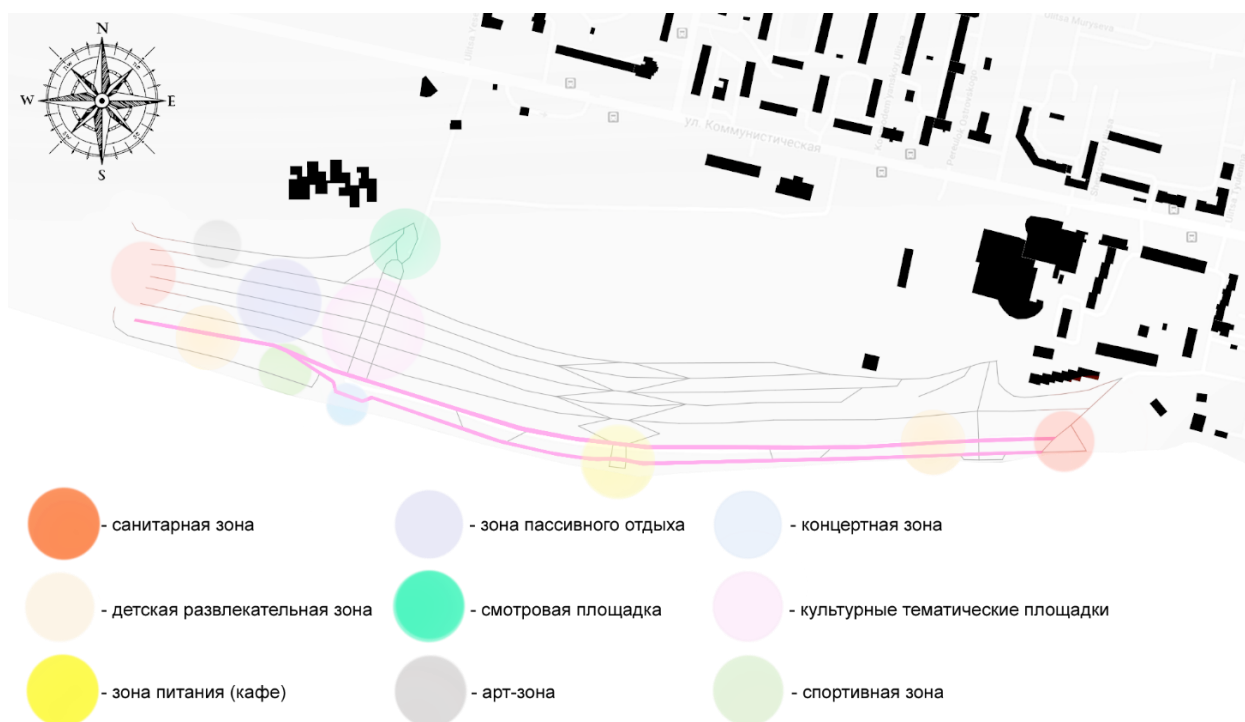 N
W
E
S
ул. Коммунистическая
- санитарная зона
- зона пассивного отдыха
- концертная зона
- детская развлекательная зона
- смотровая площадка
- культурные тематические площадки
- зона питания (кафе)
- арт-зона
- спортивная зона